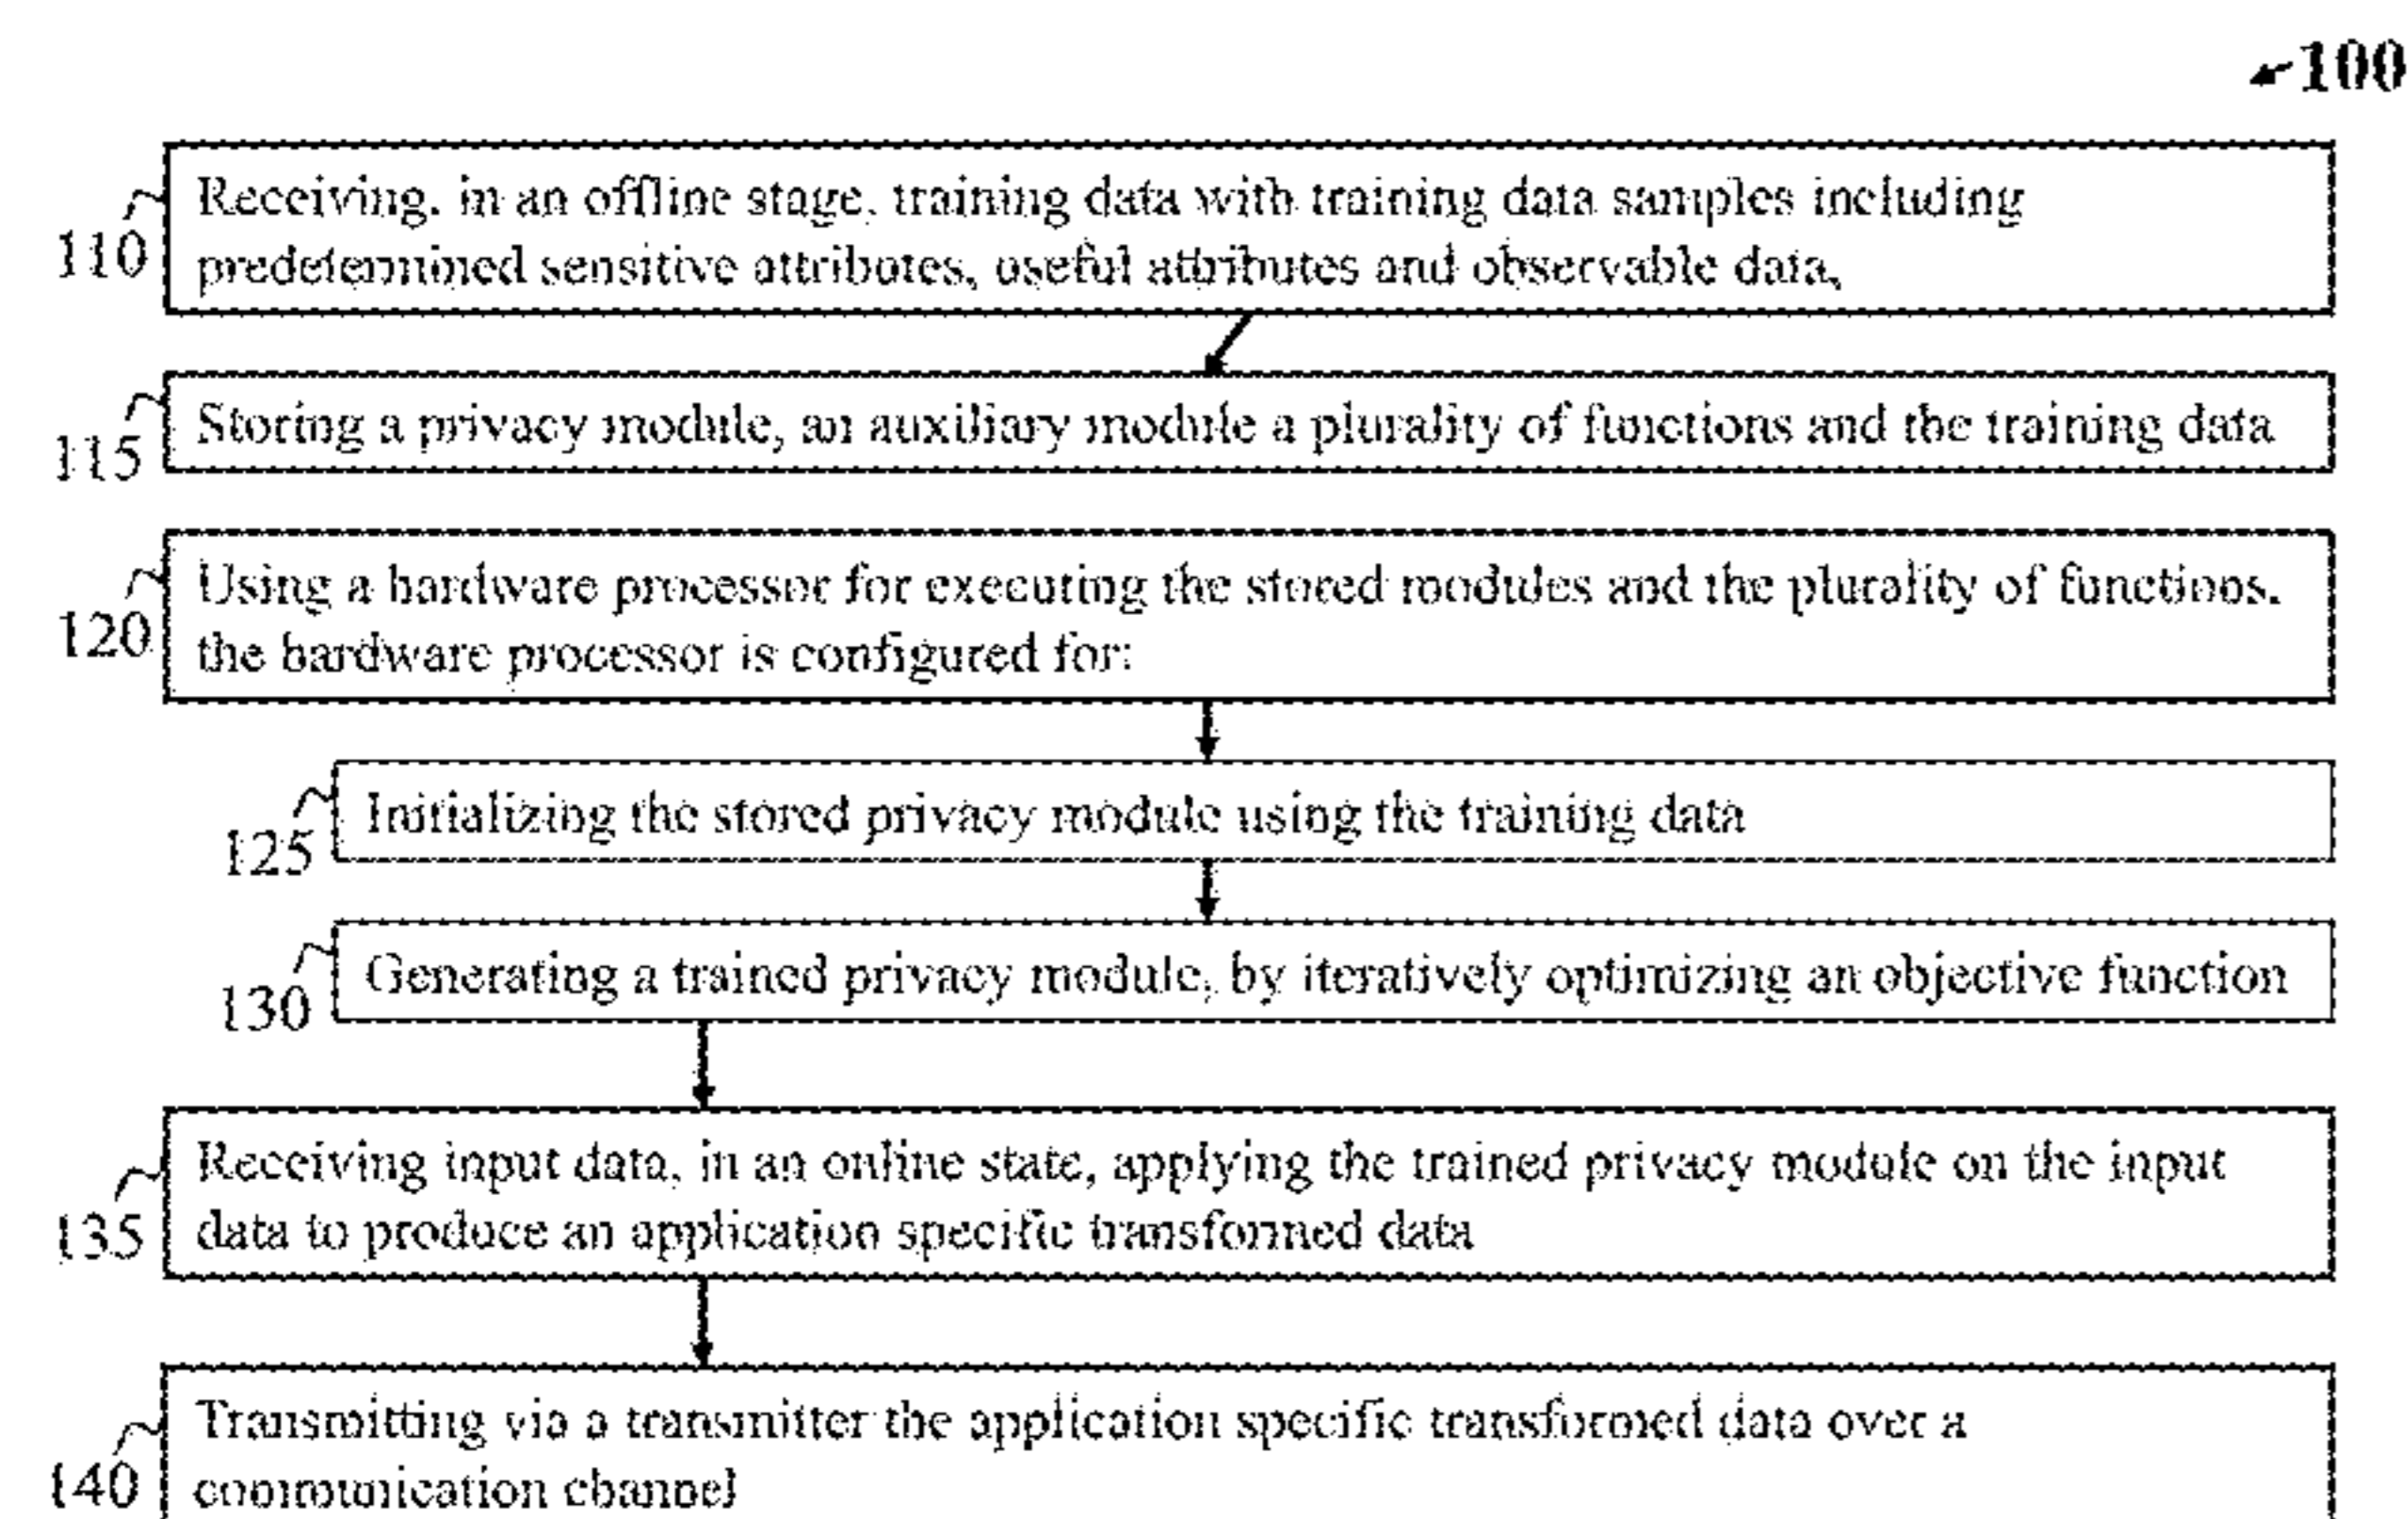 100
110
Receiving, in an offline stage, training data with training data samples including
predetermined sensitive attributes, useful attributes and observable data,
115
Storing a privacy module, an auxiliary module a plurality of functions and the training data
120
Using a hardware processor for executing the stored modules and the plurality of functions,
the hardware processor is configured for:
125
Initializing the stored privacy module using the training data
130
Generating a trained privacy module, by iteratively optimizing an objective function
135
Receiving input data, in an online state, applying the trained privacy module on the input
data to produce an application specific transformed data
140
Transmitting via a transmitter the application specific transformed data over a
communication channel